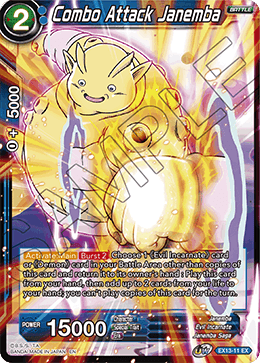 2
Combo Attack Janemba
BATTLE
0 + 5000
SAMPLE
Activate Main Burst 2 : Choose 1 《Evil Incarnate》 card
or 《Demon》 card in your Battle Area other than copies of
this card and return it to its owner's hand : Play this card
from your hand, then add up to 2 cards from your life to
your hand; you can't play copies of this card for the turn.
POWER
15000
Character
Special Trait
Era
Janemba
Evil Incarnate
Janemba Saga
©B.S./S.,T.A.
BANDAI MADE IN JAPAN
EX13-11 EX